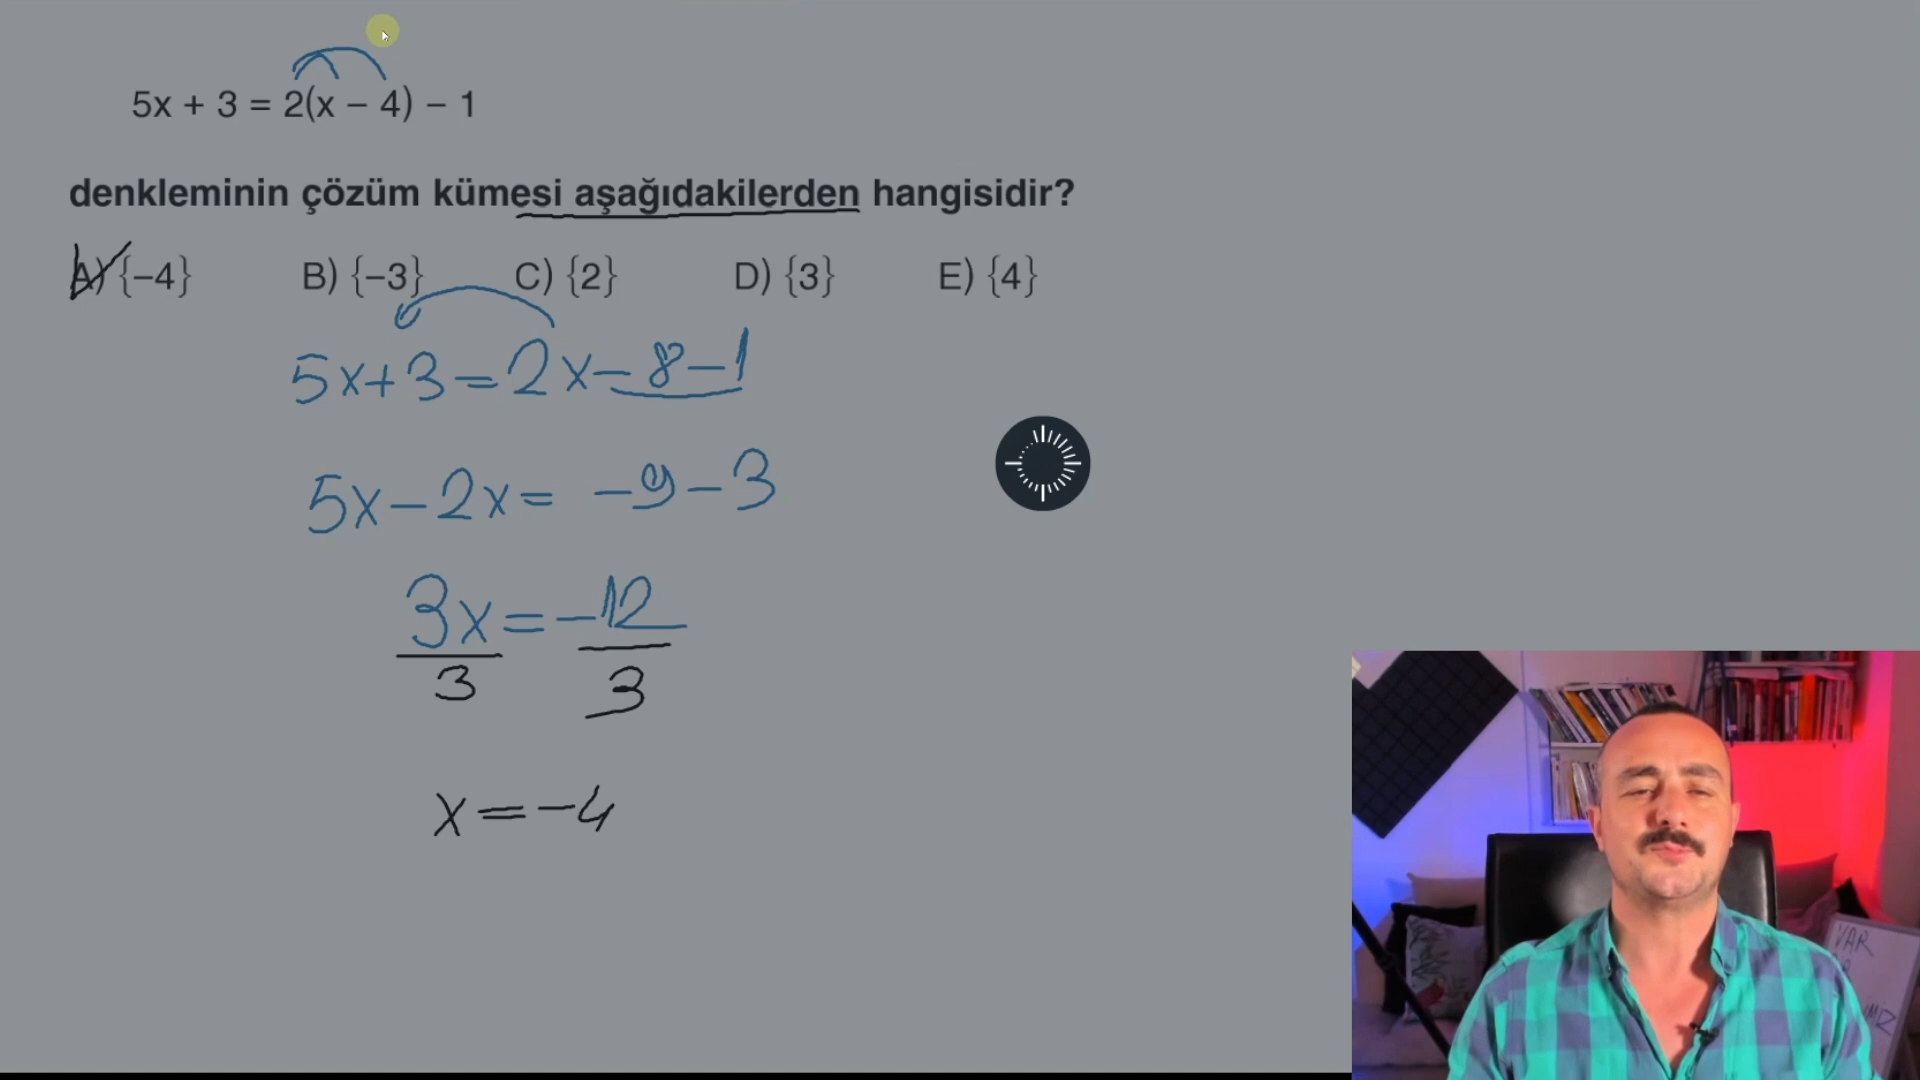 5x + 3 = 2(x – 4) – 1
denkleminin çözüm kümesi aşağıdakilerden hangisidir?
A) {–4} B) {–3} C) {2} D) {3} E) {4}
5x+3=2x-8-1
5x-2x= -9-3
3x=-12
3 3
x=-4
VAR